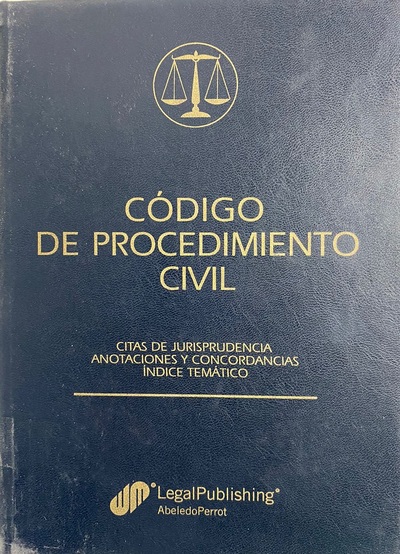 CÓDIGO
DE PROCEDIMIENTO
CIVIL
CITAS DE JURISPRUDENCIA
ANOTACIONES Y CONCORDANCIAS
ÍNDICE TEMÁTICO
LegalPublishing®
AbeledoPerrot